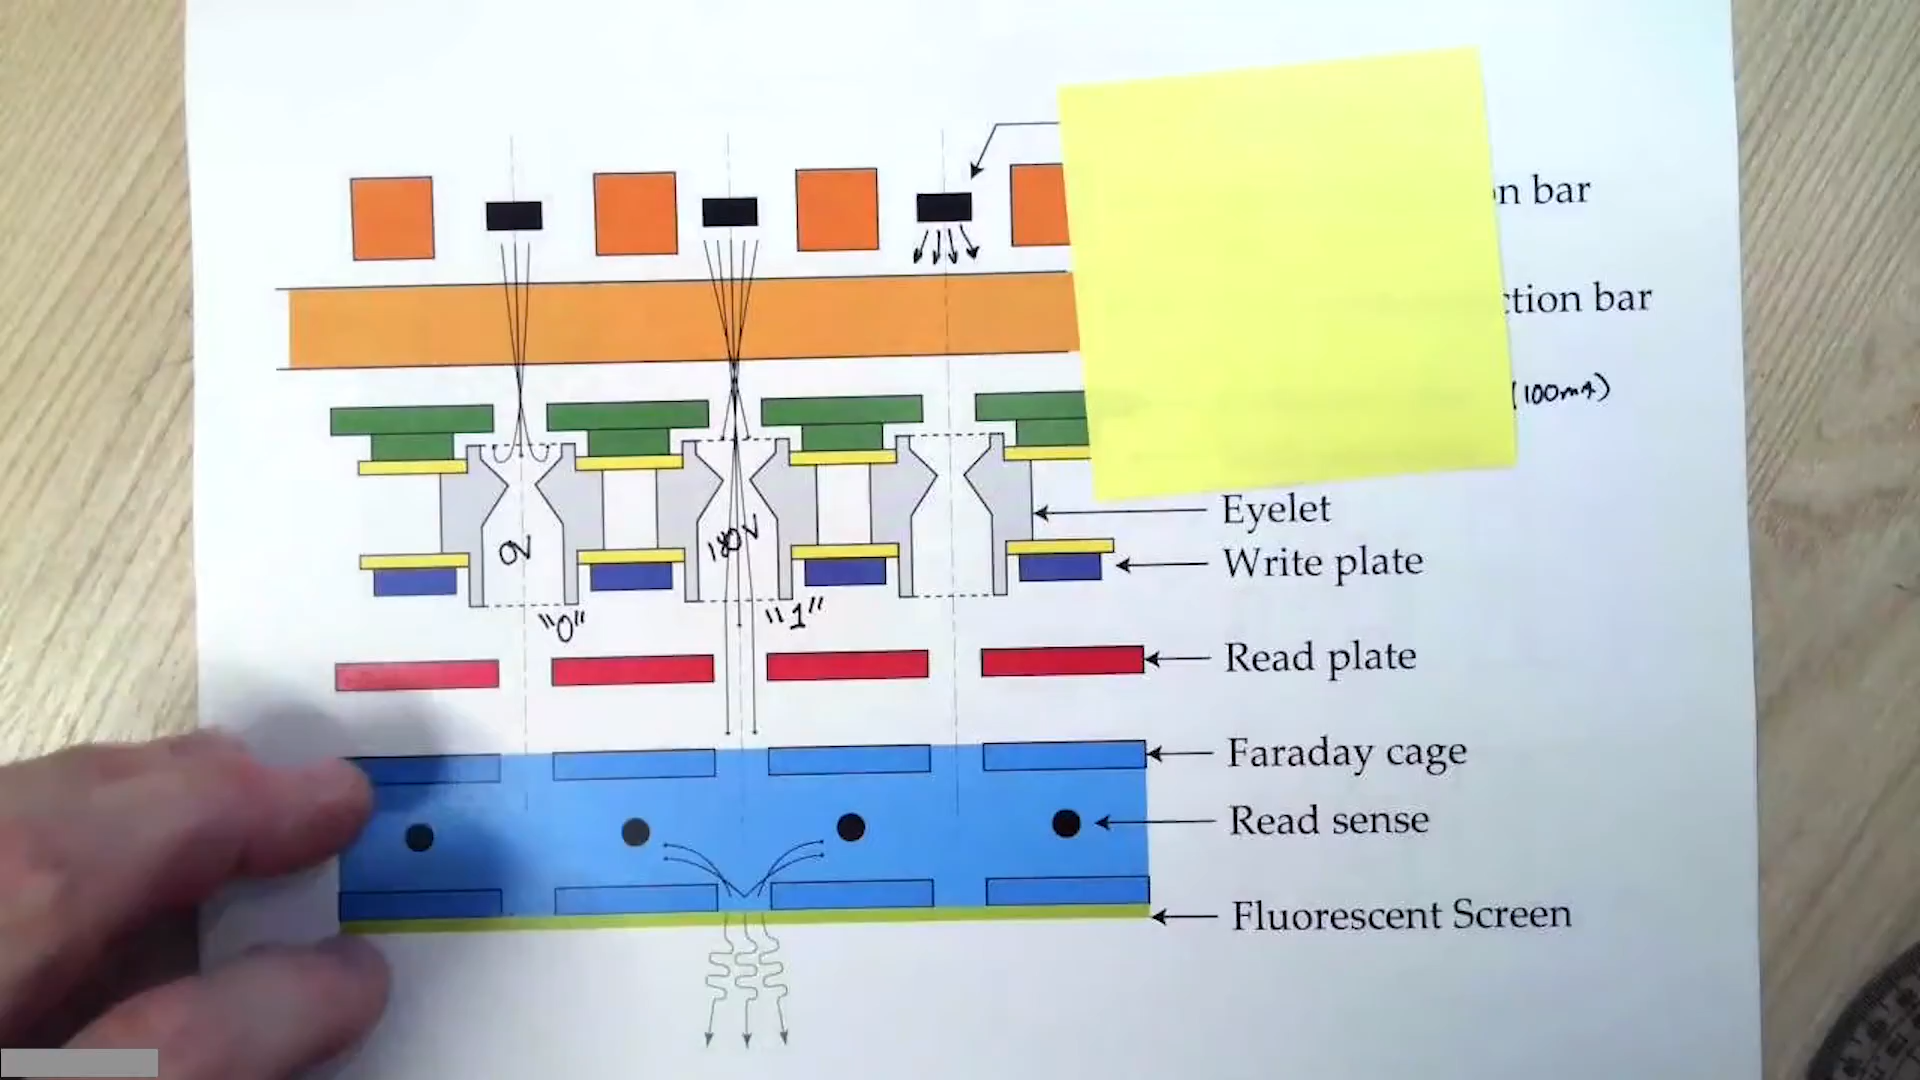 on bar
ction bar
(100mA)
Eyelet
Write plate
0V
180V
"0"
"1"
Read plate
Faraday cage
Read sense
Fluorescent Screen